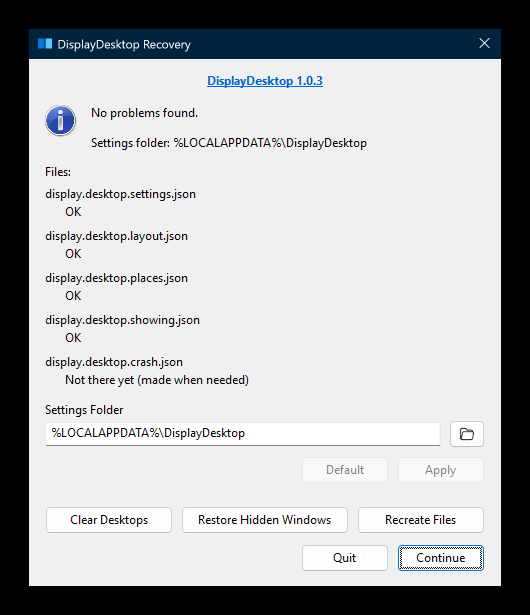 DisplayDesktop Recovery
DisplayDesktop 1.0.3
No problems found.
Settings folder: %LOCALAPPDATA%\DisplayDesktop
Files:
display.desktop.settings.json
OK
display.desktop.layout.json
OK
display.desktop.places.json
OK
display.desktop.showing.json
OK
display.desktop.crash.json
Not there yet (made when needed)
Settings Folder
%LOCALAPPDATA%\DisplayDesktop
Default Apply
Clear Desktops Restore Hidden Windows Recreate Files
Quit Continue